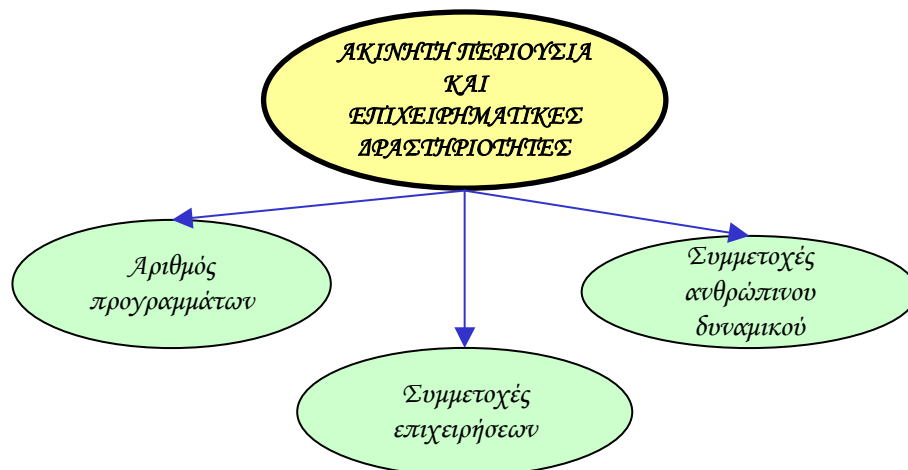 ΑΚΙΝΗΤΗ ΠΕΡΙΟΥΣΙΑ
ΚΑΙ
ΕΠΙΧΕΙΡΗΜΑΤΙΚΕΣ
ΔΡΑΣΤΗΡΙΟΤΗΤΕΣ
Αριθμός
προγραμμάτων
Συμμετοχές
ανθρώπινου
δυναμικού
Συμμετοχές
επιχειρήσεων